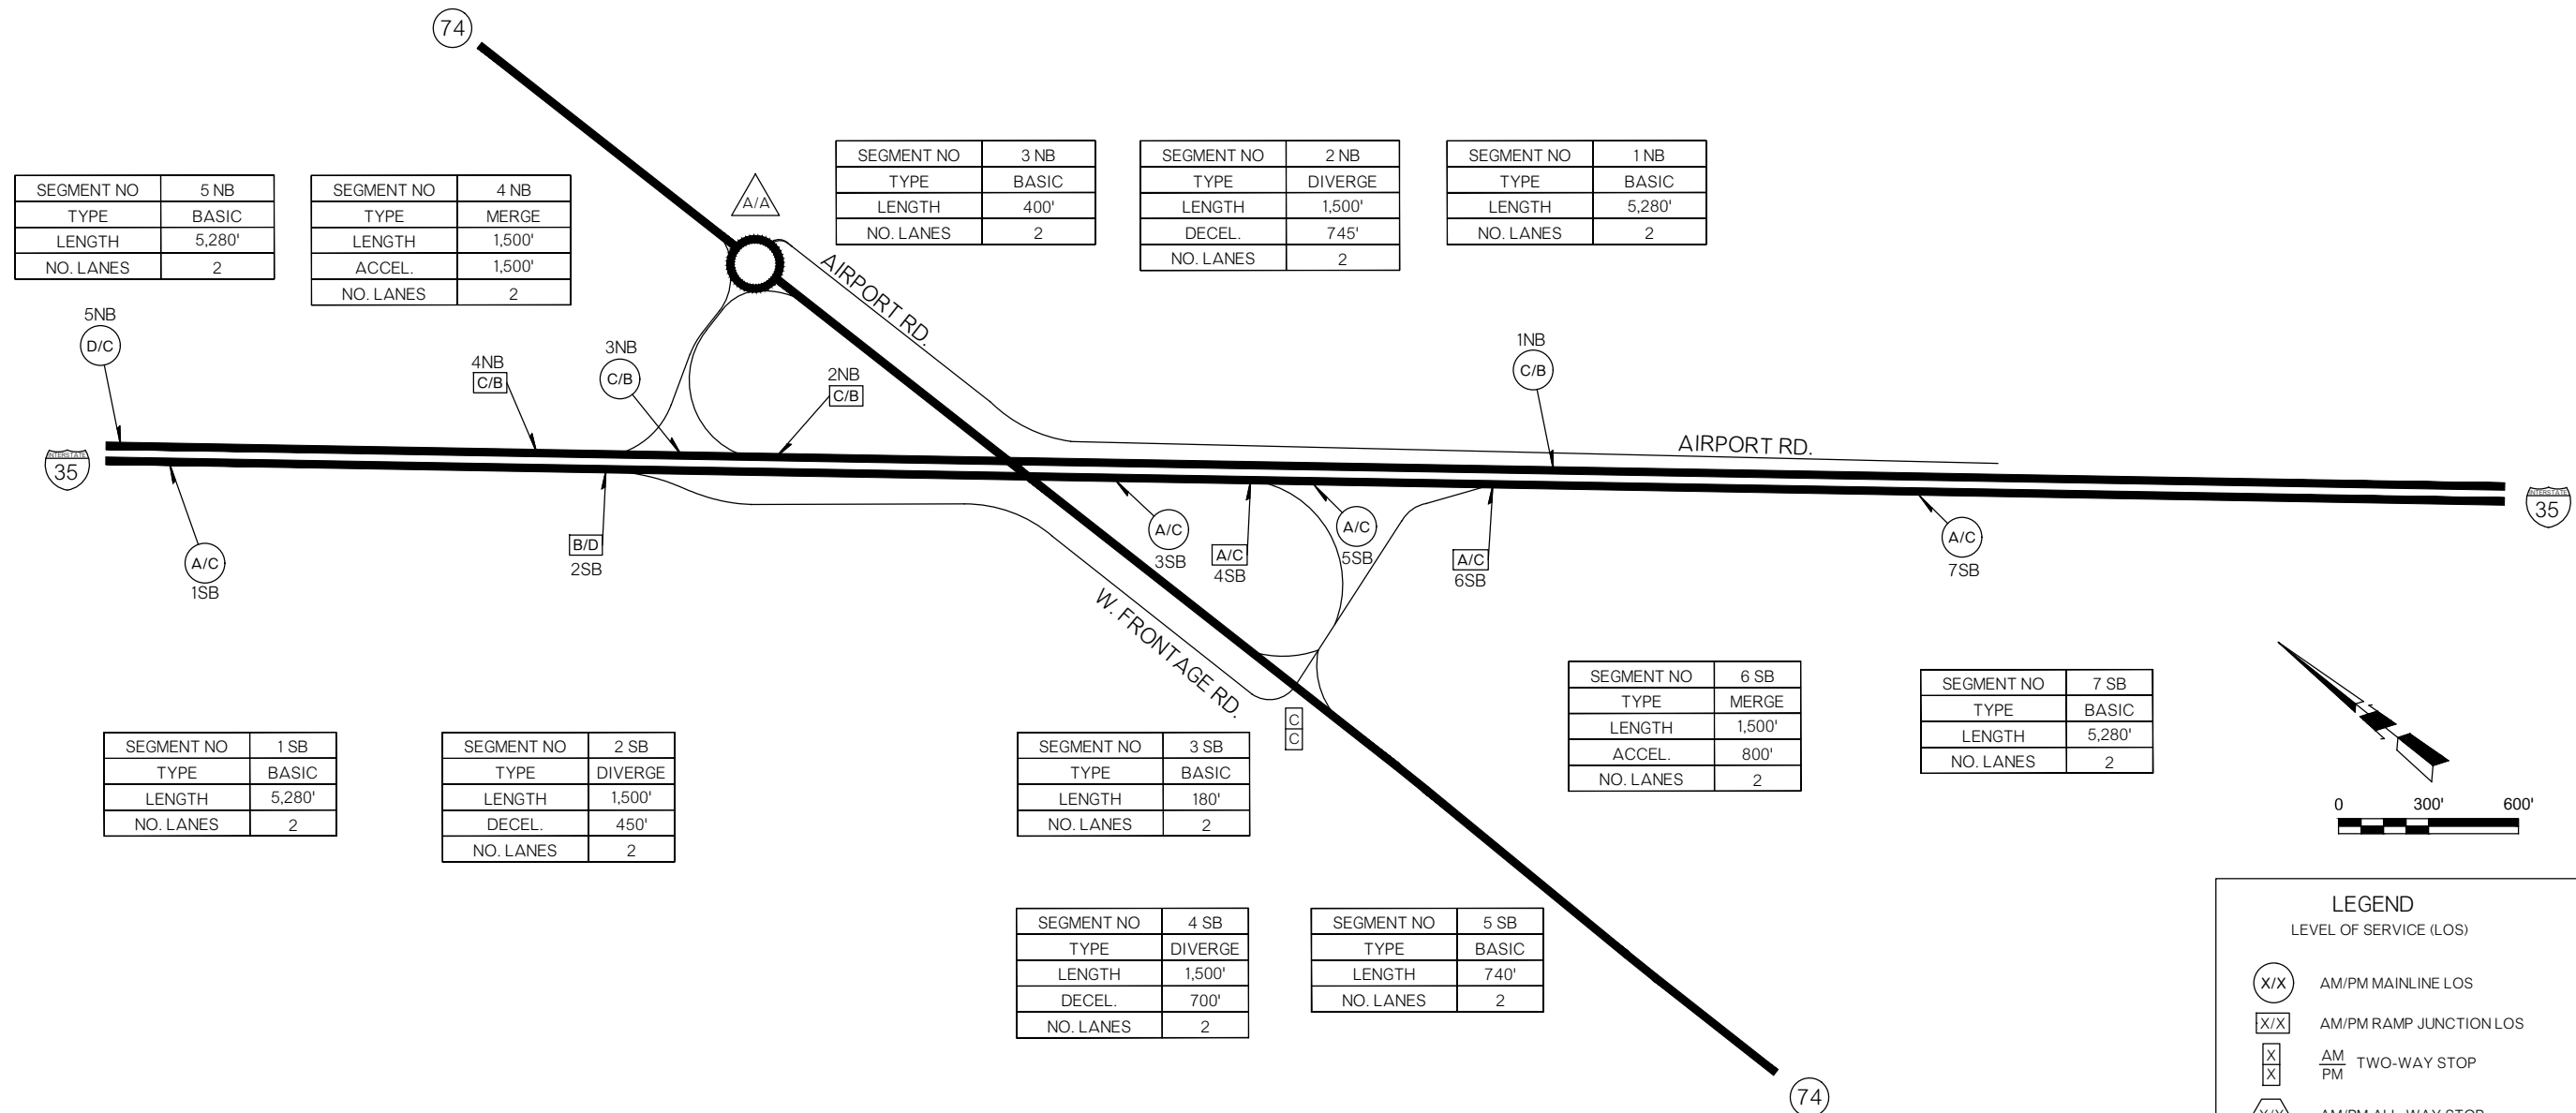 74
SEGMENT NO 5 NB
TYPE BASIC
LENGTH 5,280'
NO. LANES 2
SEGMENT NO 4 NB
TYPE MERGE
LENGTH 1,500'
ACCEL. 1,500'
NO. LANES 2
SEGMENT NO 3 NB
TYPE BASIC
LENGTH 400'
NO. LANES 2
SEGMENT NO 2 NB
TYPE DIVERGE
LENGTH 1,500'
DECEL. 745'
NO. LANES 2
SEGMENT NO 1 NB
TYPE BASIC
LENGTH 5,280'
NO. LANES 2
A/A
AIRPORT RD.
5NB
D/C
4NB
C/B
3NB
C/B
2NB
C/B
1NB
C/B
AIRPORT RD.
INTERSTATE
35
INTERSTATE
35
A/C
1SB
B/D
2SB
A/C
3SB
A/C
4SB
A/C
5SB
A/C
6SB
A/C
7SB
W. FRONTAGE RD.
C
C
SEGMENT NO 1 SB
TYPE BASIC
LENGTH 5,280'
NO. LANES 2
SEGMENT NO 2 SB
TYPE DIVERGE
LENGTH 1,500'
DECEL. 450'
NO. LANES 2
SEGMENT NO 3 SB
TYPE BASIC
LENGTH 180'
NO. LANES 2
SEGMENT NO 6 SB
TYPE MERGE
LENGTH 1,500'
ACCEL. 800'
NO. LANES 2
SEGMENT NO 7 SB
TYPE BASIC
LENGTH 5,280'
NO. LANES 2
0 300' 600'
SEGMENT NO 4 SB
TYPE DIVERGE
LENGTH 1,500'
DECEL. 700'
NO. LANES 2
SEGMENT NO 5 SB
TYPE BASIC
LENGTH 740'
NO. LANES 2
74
LEGEND
LEVEL OF SERVICE (LOS)
X/X AM/PM MAINLINE LOS
X/X AM/PM RAMP JUNCTION LOS
X AM
X PM TWO-WAY STOP
X/X AM/PM ALL-WAY STOP